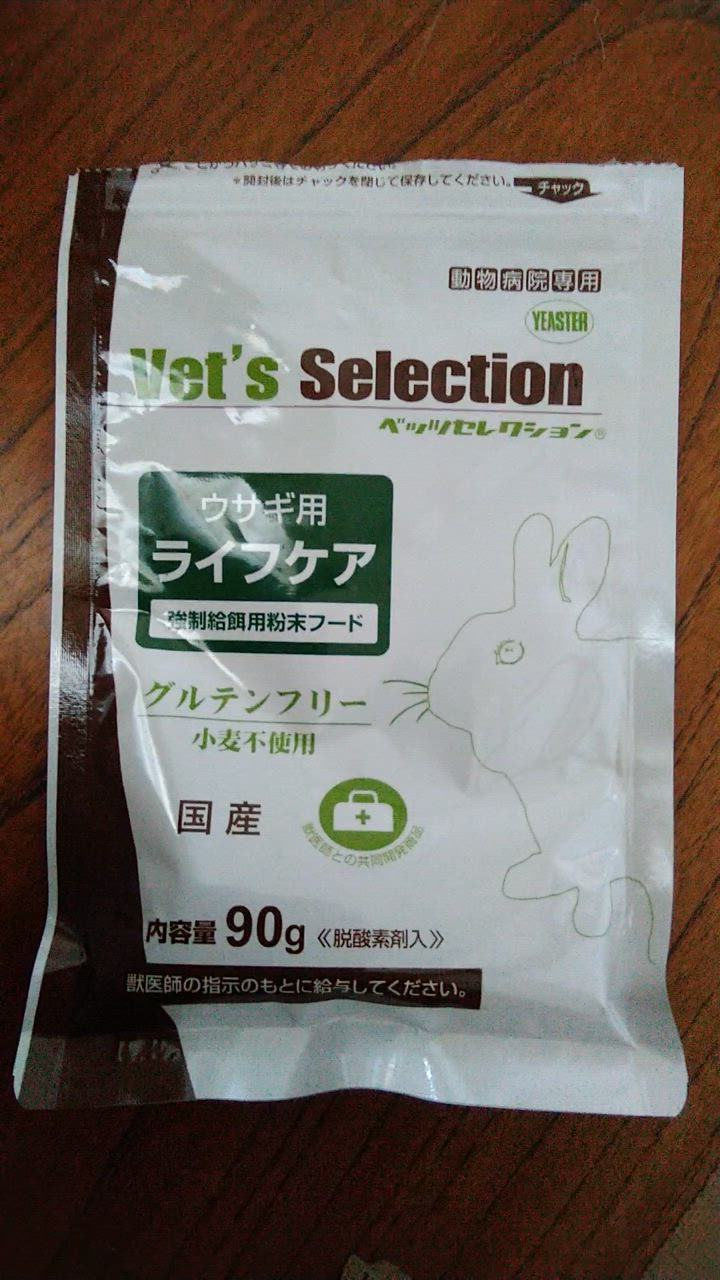 *開封後はチャックを閉じて保存してください。
チャック
動物病院専用
YEASTER
Vet's Selection
ベッツセレクション®
ウサギ用
ライフケア
強制給餌用粉末フード
グルテンフリー
小麦不使用
国産
獣医師との共同開発商品
内容量 90g 《脱酸素剤入》
獣医師の指示のもとに給与してください。